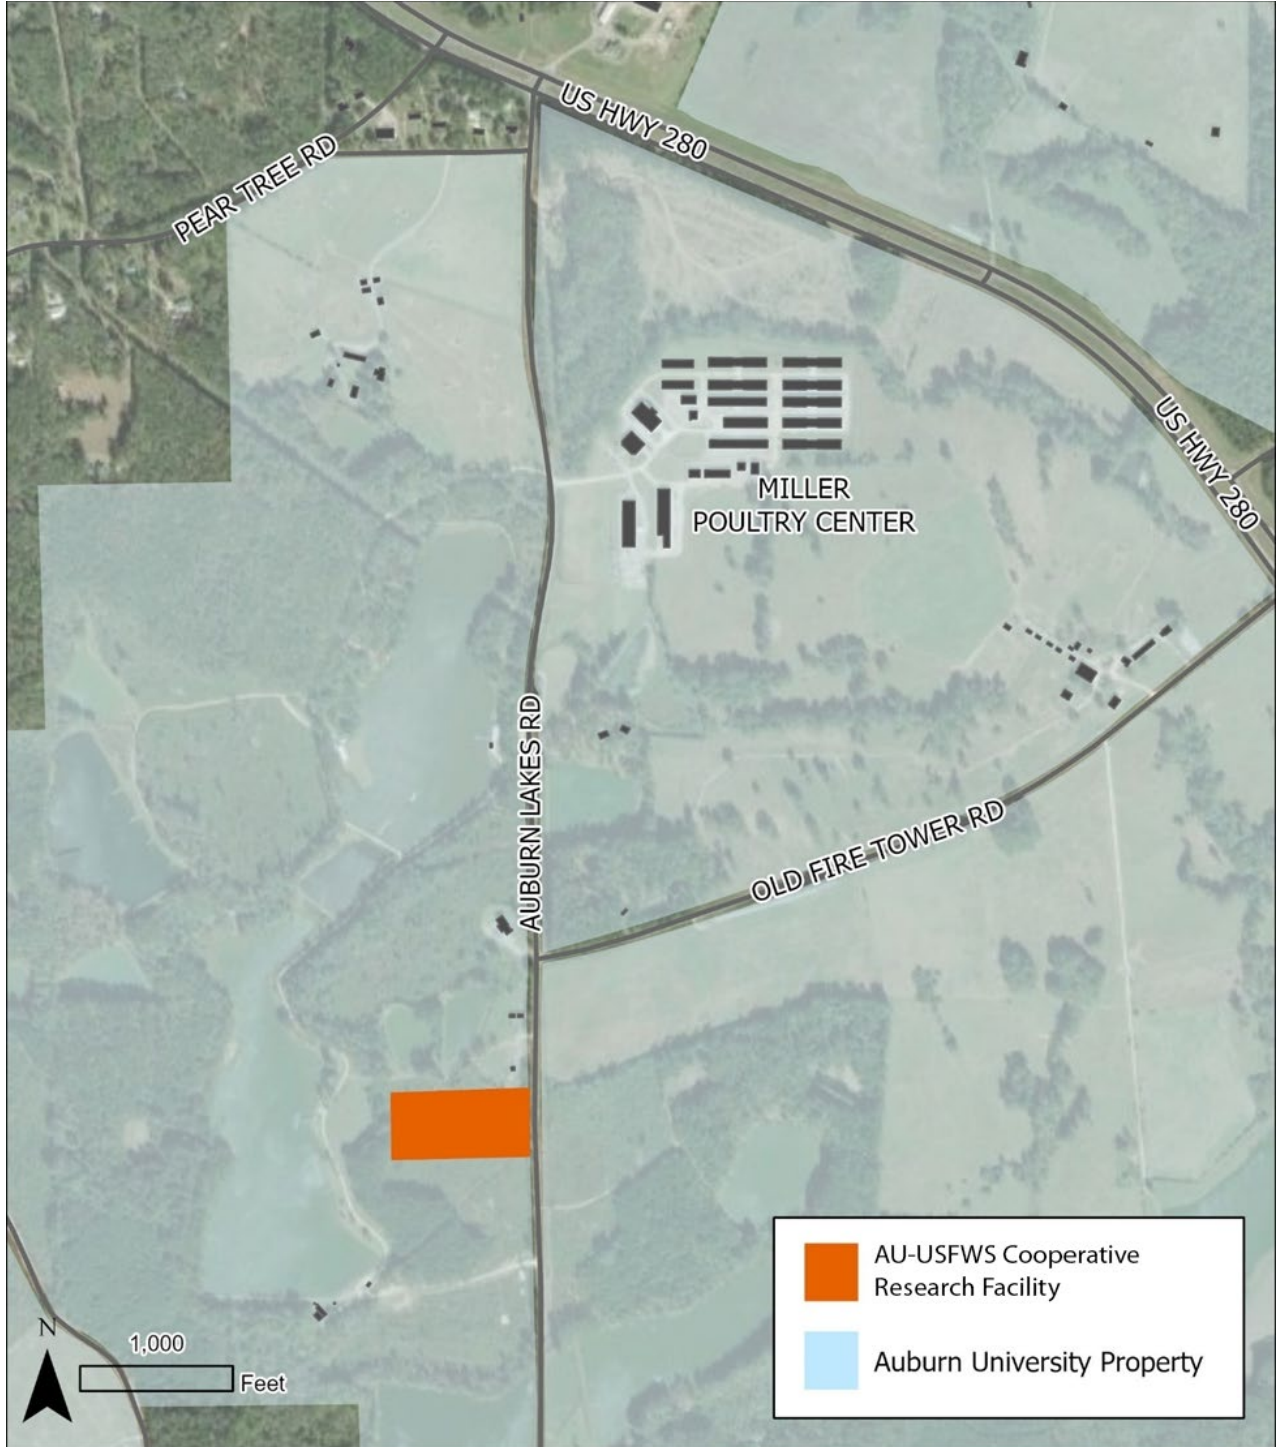 US HWY 280
PEAR TREE RD
US HWY 280
MILLER
POULTRY CENTER
AUBURN LAKES RD
OLD FIRE TOWER RD
AU-USFWS Cooperative
Research Facility
Auburn University Property
N
1,000
Feet